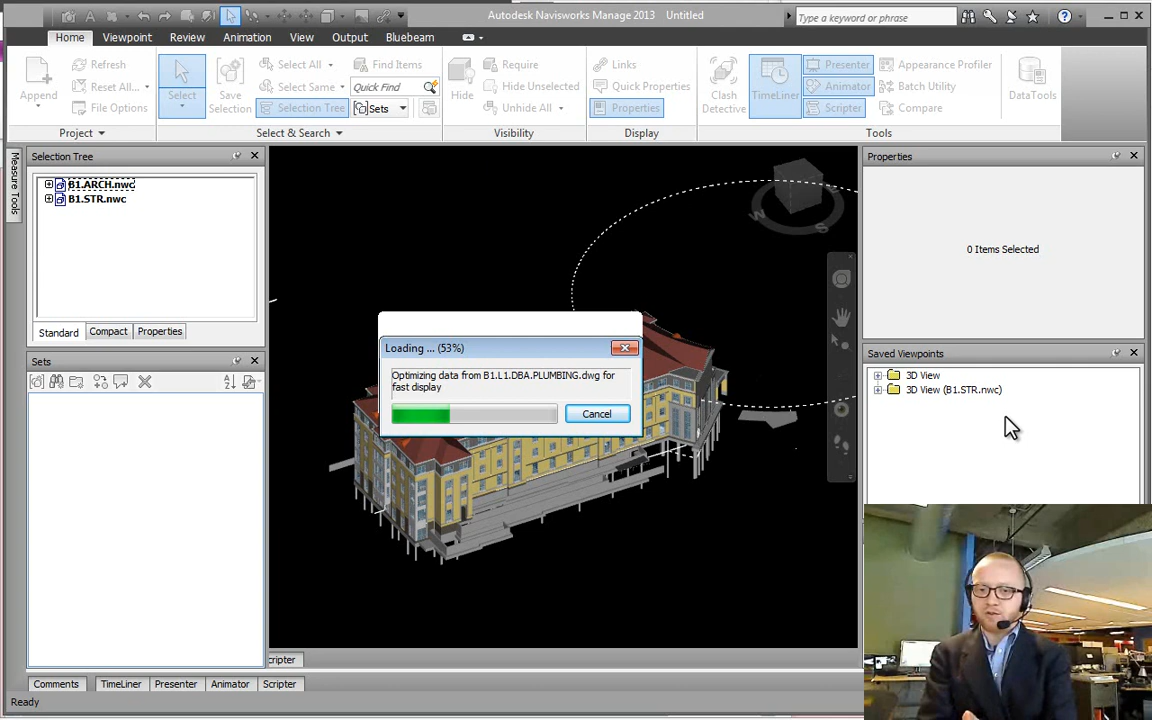 Autodesk Navisworks Manage 2013 Untitled
Type a keyword or phrase
Home Viewpoint Review Animation View Output Bluebeam
Append
Refresh
Reset All...
File Options
Project
Select
Save Selection
Select All
Select Same
Selection Tree
Find Items
Quick Find
Sets
Select & Search
Hide
Require
Hide Unselected
Unhide All
Visibility
Links
Quick Properties
Properties
Display
Clash Detective
TimeLiner
Presenter
Animator
Scripter
Appearance Profiler
Batch Utility
Compare
DataTools
Tools
Measure Tools
Selection Tree
B1.ARCH.nwc
B1.STR.nwc
Standard Compact Properties
Sets
W S
Loading ... (53%)
Optimizing data from B1.L1.DBA.PLUMBING.dwg for
fast display
Cancel
Properties
0 Items Selected
Saved Viewpoints
3D View
3D View (B1.STR.nwc)
cripter
Comments TimeLiner Presenter Animator Scripter
Ready